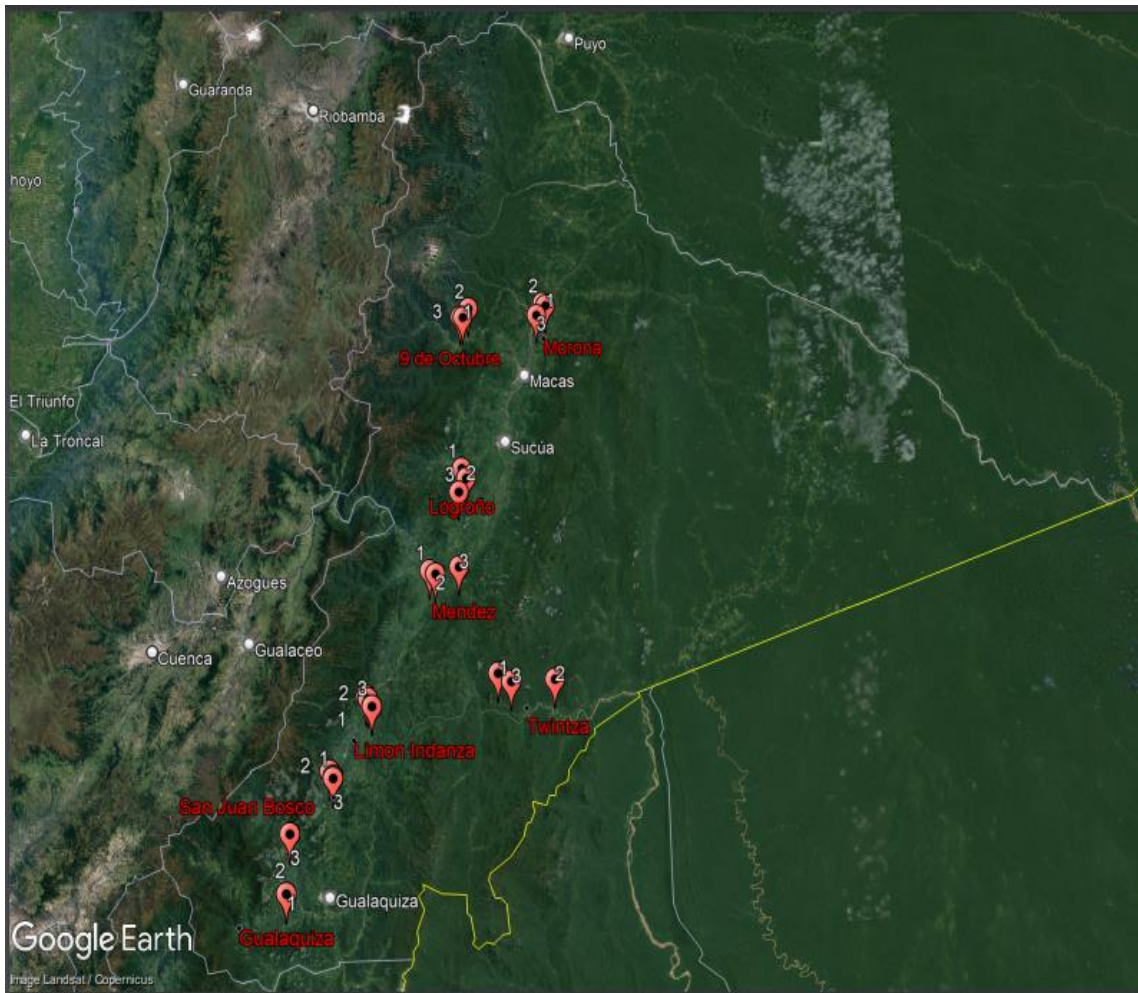 Puyo
Guaranda
Riobamba
hoyo
2
1
3
9 de Octubre
2
1
3
Morona
Macas
El Triunfo
La Troncal
Sucúa
1
3
2
Logroño
1
2
3
Mendez
Azogues
Gualaceo
Cuenca
1
3
2
Twintza
2
3
1
Limon Indanza
2
1
3
San Juan Bosco
3
2
1
Gualaquiza
Gualaquiza
Google Earth
Image Landsat / Copernicus